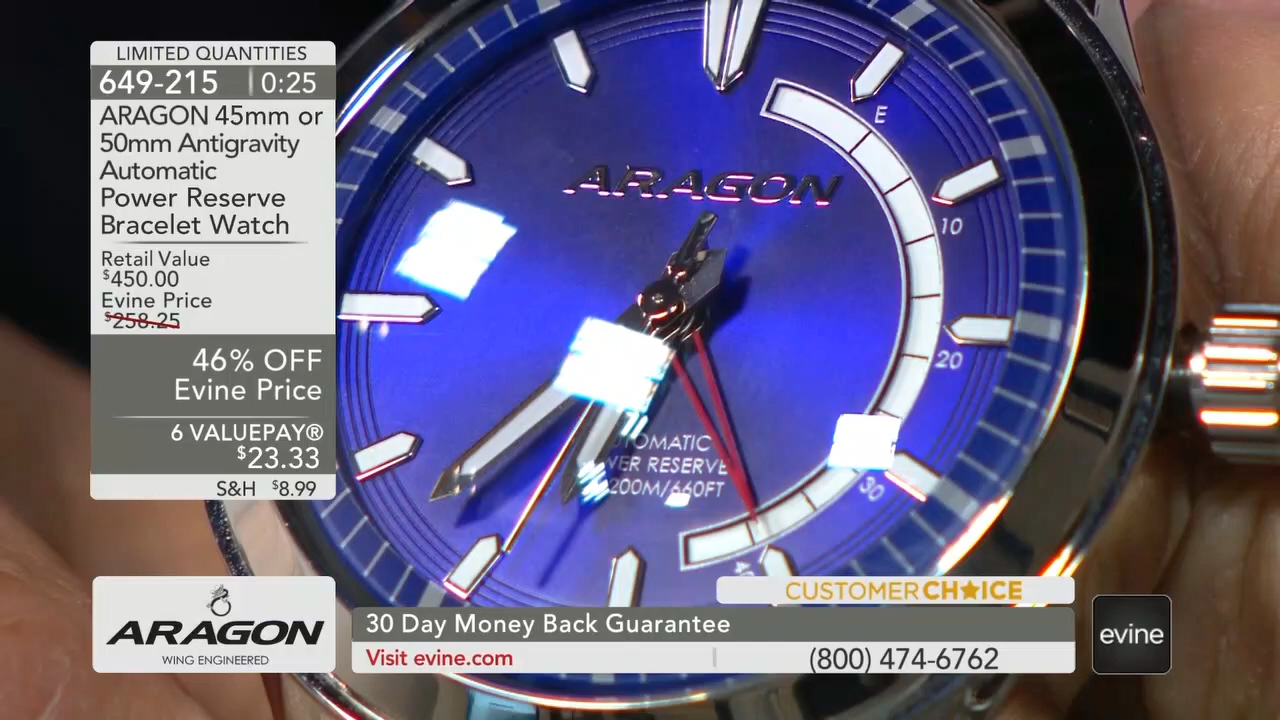 LIMITED QUANTITIES
649-215 0:25
ARAGON 45mm or
50mm Antigravity
Automatic
Power Reserve
Bracelet Watch
Retail Value
$450.00
Evine Price
$258.25
46% OFF
Evine Price
6 VALUEPAY®
$23.33
S&H $8.99
E
ARAGON
10
20
30
40
RESERVE
200M/660FT
ARAGON
WING ENGINEERED
CUSTOMER CHOICE
30 Day Money Back Guarantee
Visit evine.com
(800) 474-6762
evine